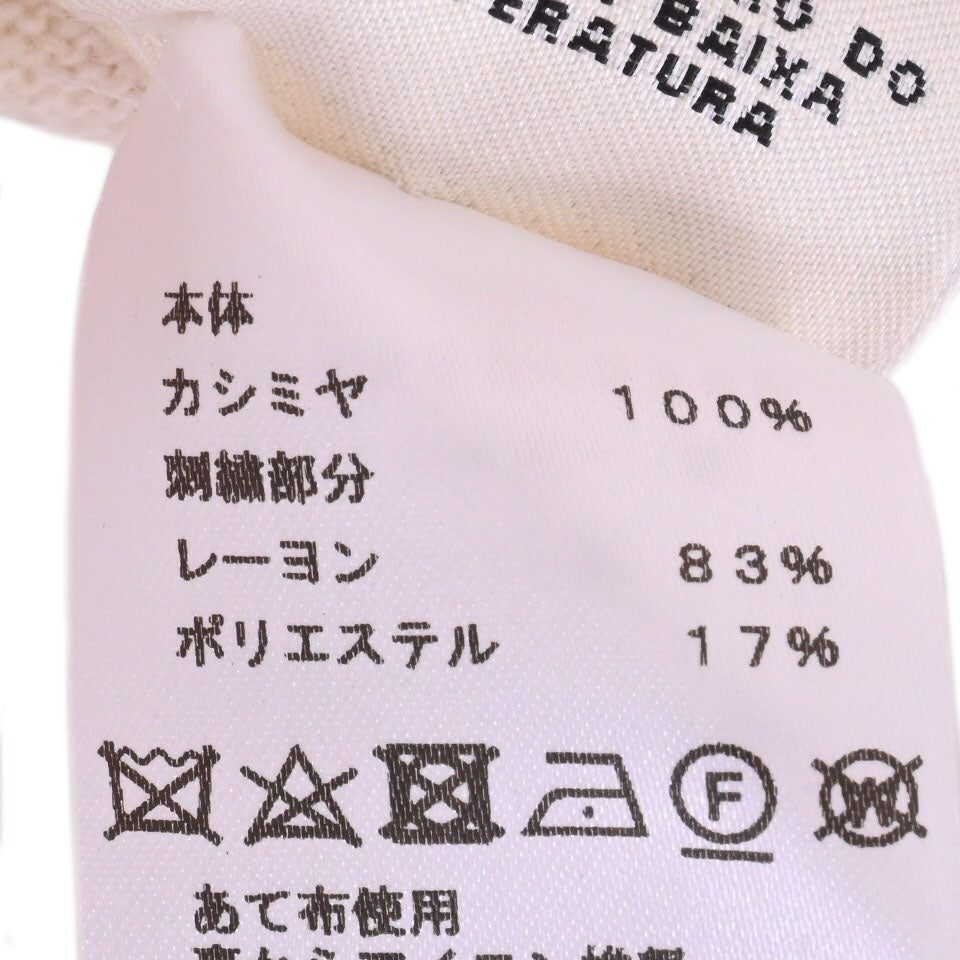 DO
BAIXA
ERATURA
本体
カシミヤ 100%
刺繍部分
レーヨン 83%
ポリエステル 17%
F
W
あて布使用